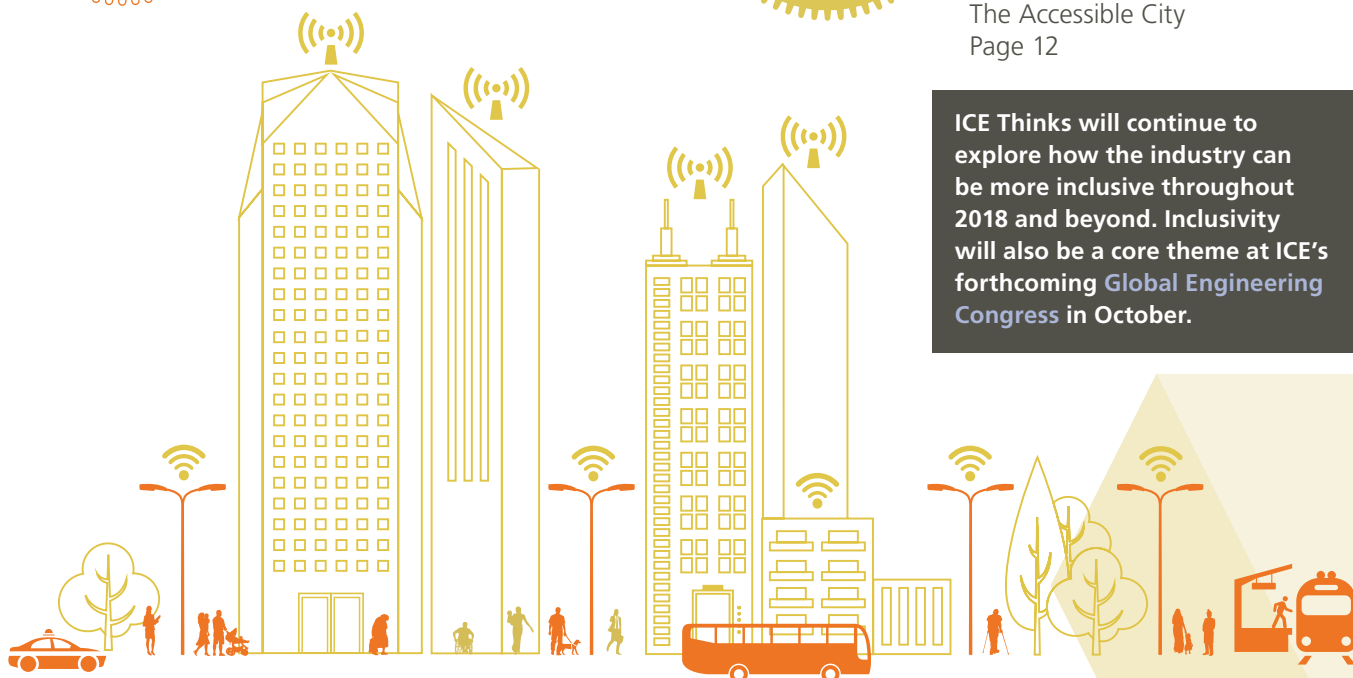 The Accessible City
Page 12
ICE Thinks will continue to
explore how the industry can
be more inclusive throughout
2018 and beyond. Inclusivity
will also be a core theme at ICE’s
forthcoming Global Engineering
Congress in October.